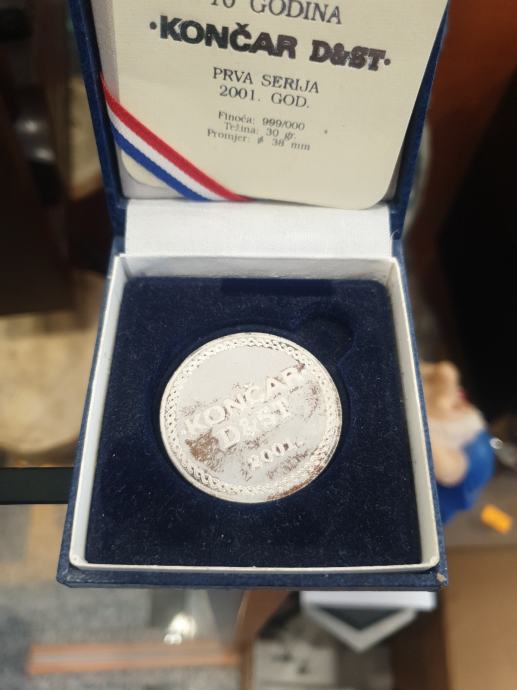 10 GODINA
·KONČAR D&ST·
PRVA SERIJA
2001. GOD.
Finoća: 999/000
Težina: 30 gr.
Promjer: ø 38 mm
KONČAR
D&ST
2001.